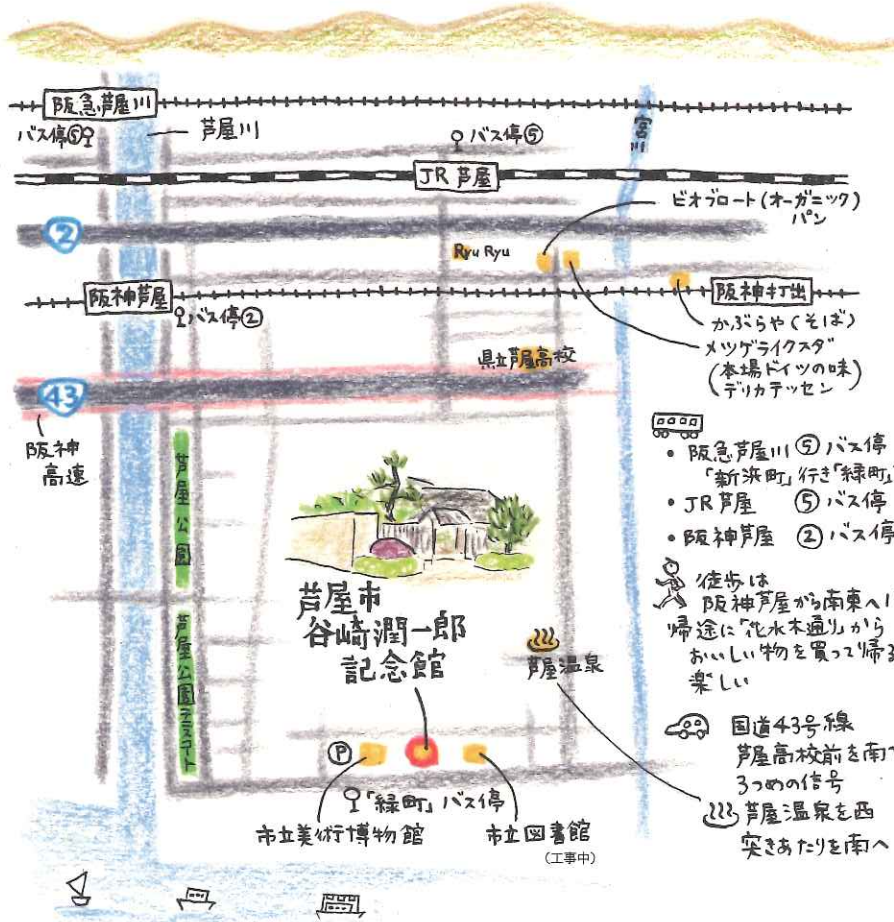 阪急芦屋川
バス停⑤
芦屋川
バス停⑤
宮川
JR芦屋
2
ビオブロート(オーガニック)
パン
Ryu Ryu
阪神芦屋
阪神打出
バス停②
かぶらや(そば)
メツゲライクスダ
(本場ドイツの味)
デリカテッセン
県立芦屋高校
43
阪神
高速
芦屋公園
芦屋公園テニスコート
・阪急芦屋川 ⑤バス停
「新浜町」行き「緑町」
・JR芦屋 ⑤バス停
・阪神芦屋 ②バス停
徒歩は
阪神芦屋から南東へ1
帰途に「花水木通り」から
おいしい物を買って帰る
楽しい
芦屋市
谷崎潤一郎
記念館
芦屋温泉
国道43号線
芦屋高校前を南へ
3つめの信号
芦屋温泉を西
突きあたりを南へ
P
「緑町」バス停
市立美術博物館
市立図書館
(工事中)